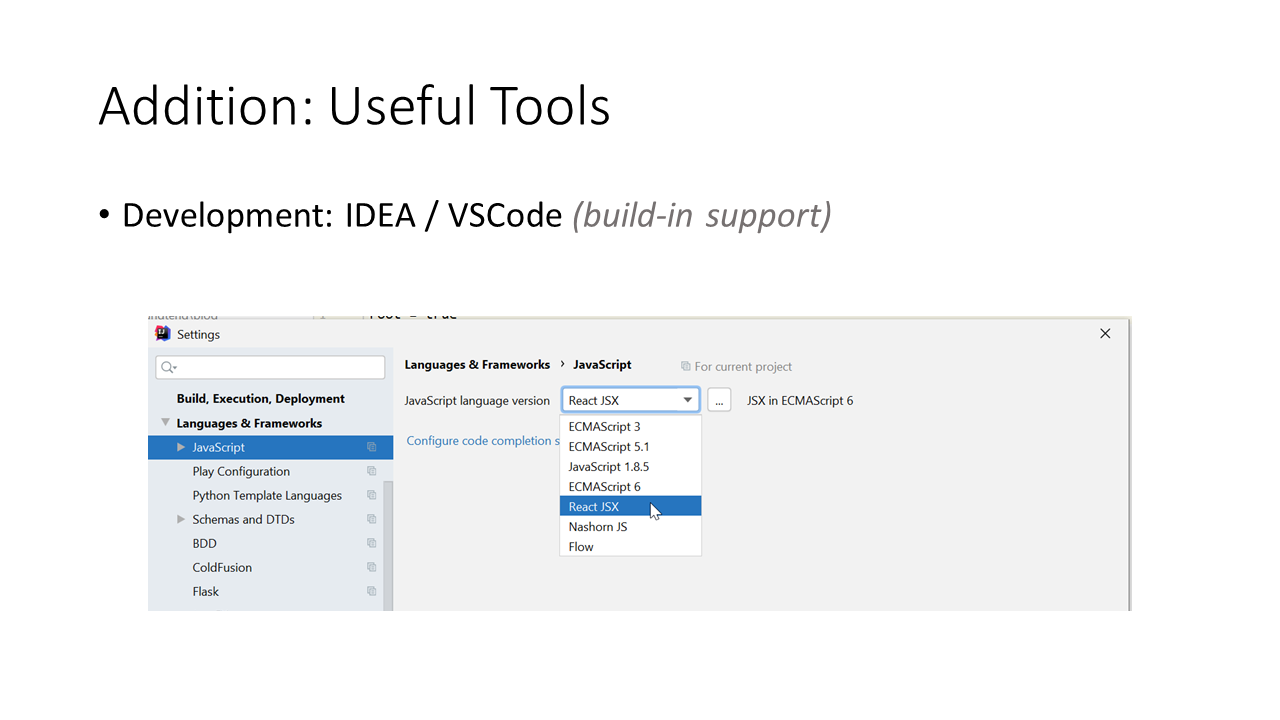 Addition: Useful Tools
• Development: IDEA / VSCode (build-in support)
root = true
Settings
Languages & Frameworks › JavaScript
For current project
Build, Execution, Deployment
JavaScript language version
React JSX
...
JSX in ECMAScript 6
Languages & Frameworks
ECMAScript 3
JavaScript
Configure code completion s
ECMAScript 5.1
Play Configuration
JavaScript 1.8.5
Python Template Languages
ECMAScript 6
Schemas and DTDs
React JSX
BDD
Nashorn JS
ColdFusion
Flow
Flask